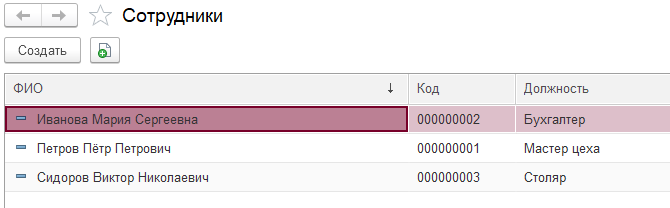 Сотрудники
Создать
ФИО ↓ Код Должность
Иванова Мария Сергеевна 000000002 Бухгалтер
Петров Пётр Петрович 000000001 Мастер цеха
Сидоров Виктор Николаевич 000000003 Столяр